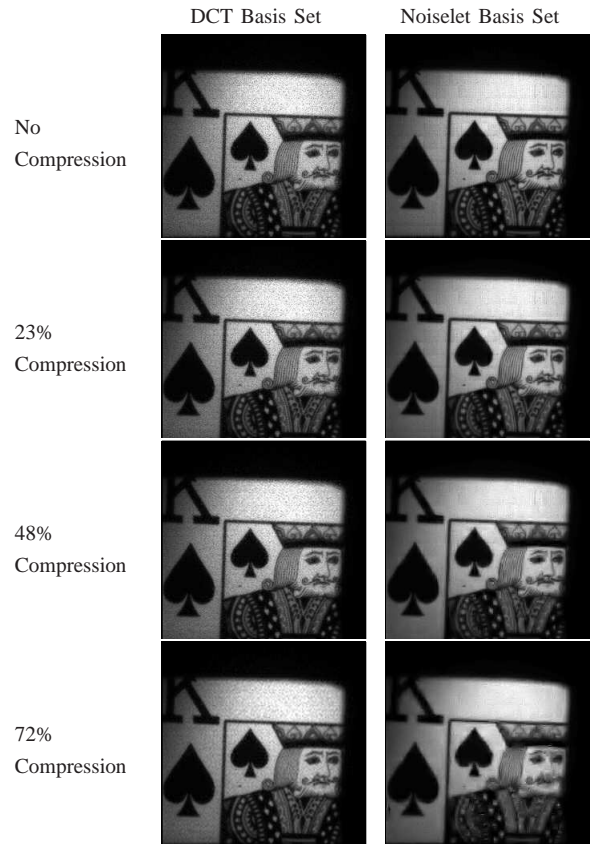 DCT Basis Set Noiselet Basis Set
K K
No
Compression
K K
23%
Compression
K K
48%
Compression
K K
72%
Compression